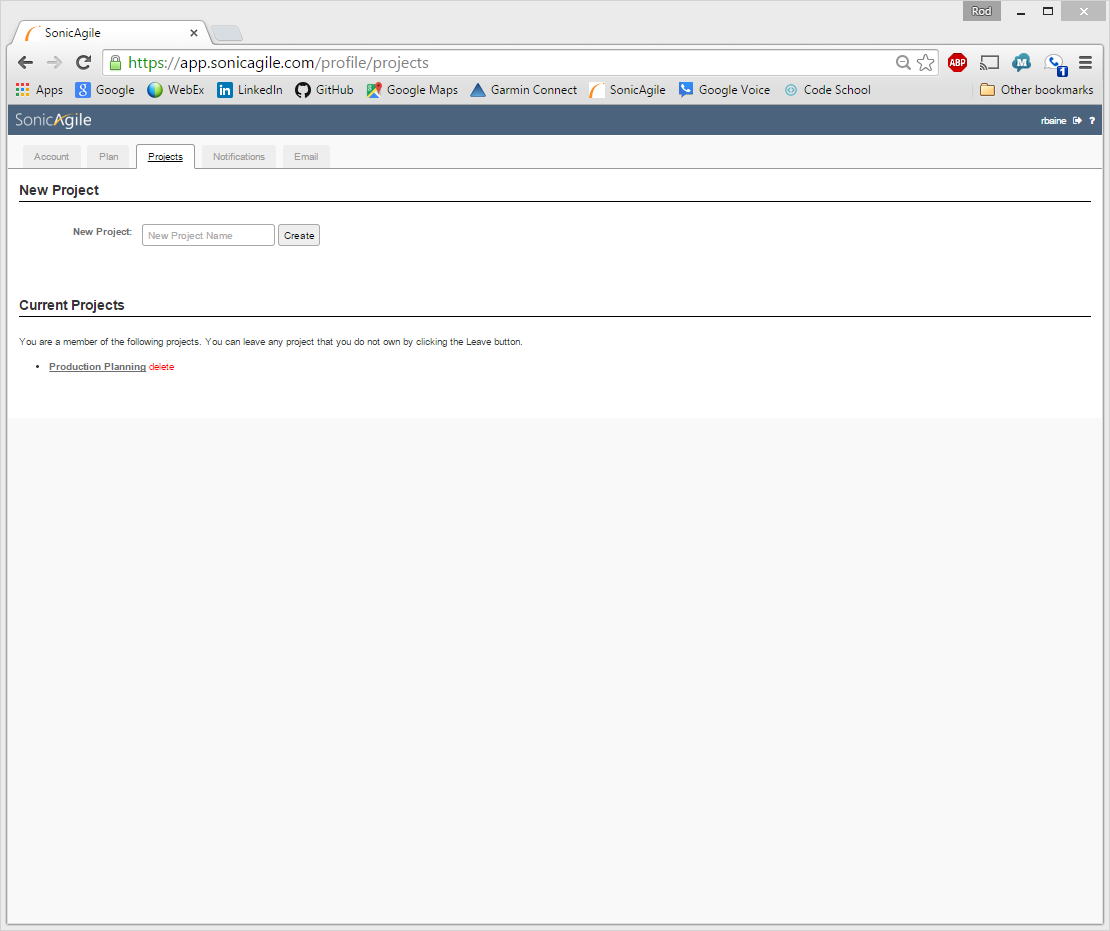 Rod
SonicAgile
https://app.sonicagile.com/profile/projects
ABP
M
1
Apps Google WebEx LinkedIn GitHub Google Maps Garmin Connect SonicAgile Google Voice Code School Other bookmarks
SonicAgile rbaine ?
Account Plan Projects Notifications Email
New Project
New Project: New Project Name Create
Current Projects
You are a member of the following projects. You can leave any project that you do not own by clicking the Leave button.
• Production Planning delete